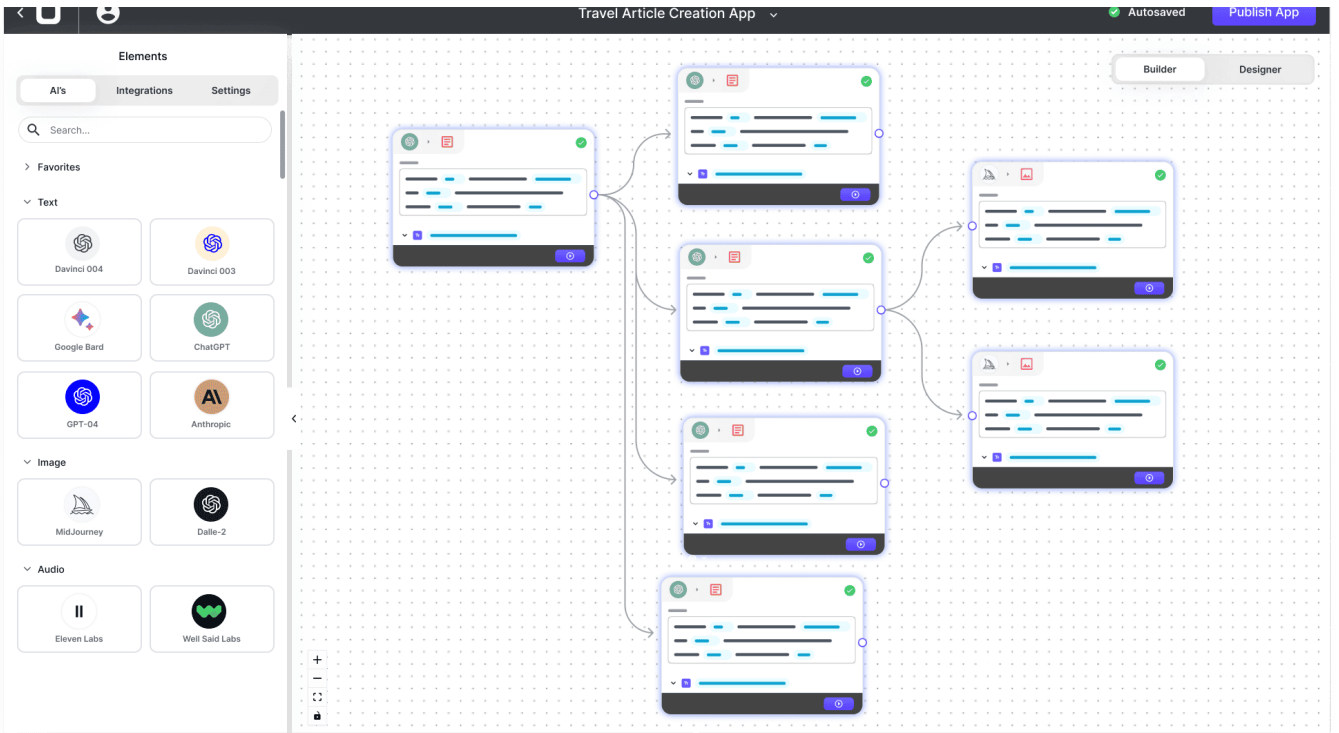 Travel Article Creation App
Autosaved
Publish App
Elements
AI's
Integrations
Settings
Search...
Favorites
Text
Davinci 004
Davinci 003
Google Bard
ChatGPT
GPT-04
Anthropic
Image
MidJourney
Dalle-2
Audio
Eleven Labs
Well Said Labs
Builder
Designer